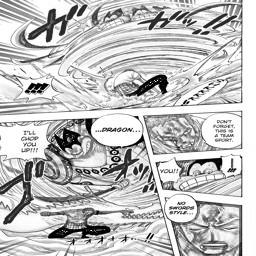 !!!
DON'T
FORGET,
THIS IS
A TEAM
SPORT.
YOU!!
NO
SWORDS
STYLE...
...DRAGON...
I'LL
CHOP
YOU
UP!!!